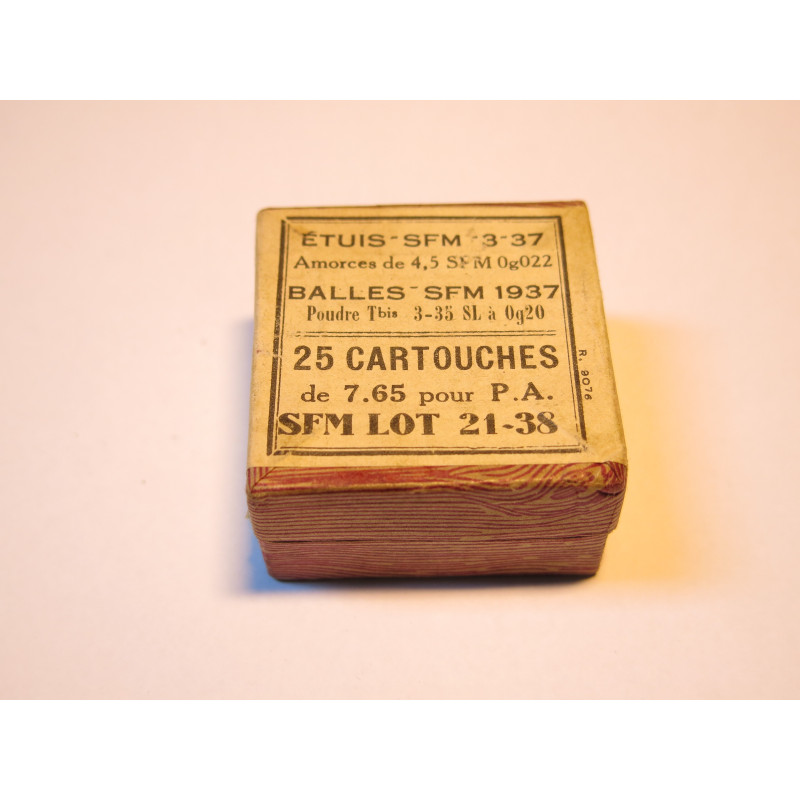 ÉTUIS-SFM-3-37
Amorces de 4,5 SFM 0g022
BALLES-SFM 1937
Poudre Tbis 3-35 SL à 0g20
25 CARTOUCHES
de 7.65 pour P.A.
SFM LOT 21-38
R. 9076